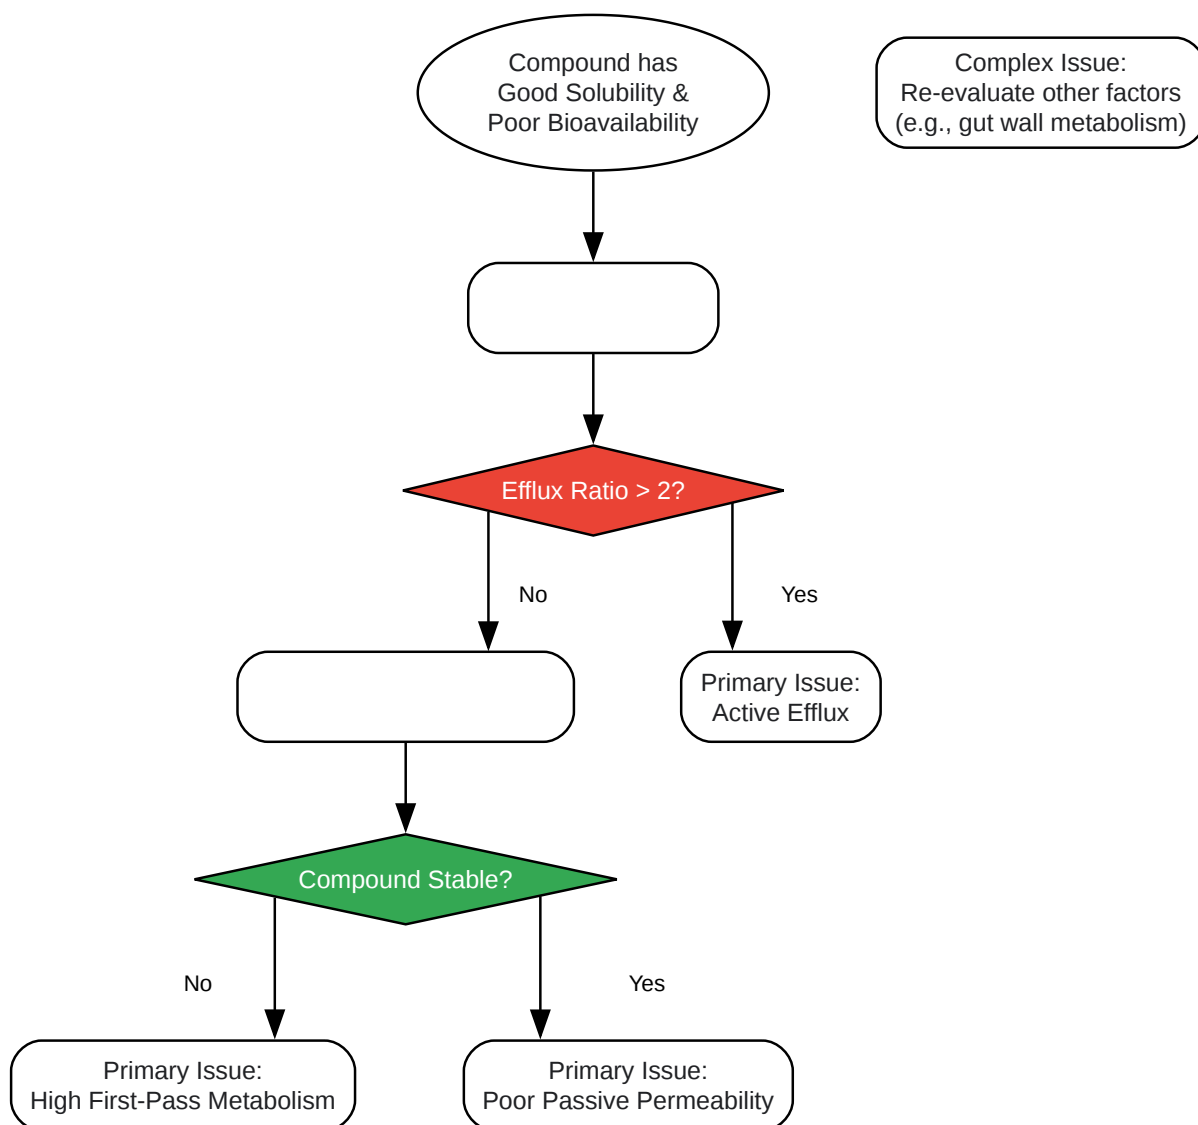 Compound has
Good Solubility &
Poor Bioavailability
Complex Issue:
Re-evaluate other factors
(e.g., gut wall metabolism)
Efflux Ratio > 2?
No
Yes
Primary Issue:
Active Efflux
Compound Stable?
No
Yes
Primary Issue:
High First-Pass Metabolism
Primary Issue:
Poor Passive Permeability